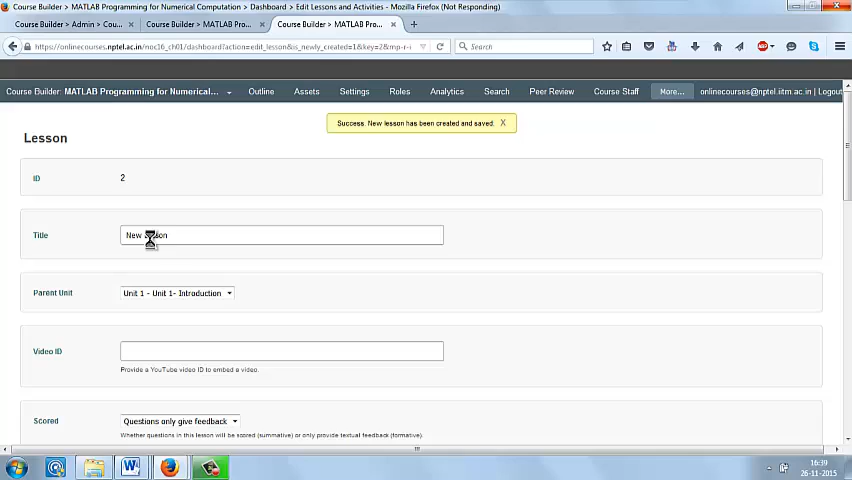 Course Builder > MATLAB Programming for Numerical Computation > Dashboard > Edit Lessons and Activities - Mozilla Firefox (Not Responding)
Course Builder > Admin > Cou...
Course Builder > MATLAB Pro...
Course Builder > MATLAB Pro...
https://onlinecourses.nptel.ac.in/noc16_ch01/dashboard?action=edit_lesson&is_newly_created=1&key=2&tmp-r-i
Search
Course Builder: MATLAB Programming for Numerical...
Outline
Assets
Settings
Roles
Analytics
Search
Peer Review
Course Staff
More...
onlinecourses@nptel.iitm.ac.in | Logout
Success. New lesson has been created and saved. X
Lesson
ID
2
Title
New
Parent Unit
Unit 1 - Unit 1- Introduction
Video ID
Provide a YouTube video ID to embed a video.
Scored
Questions only give feedback
Whether questions in this lesson will be scored (summative) or only provide textual feedback (formative).
16:39
26-11-2015